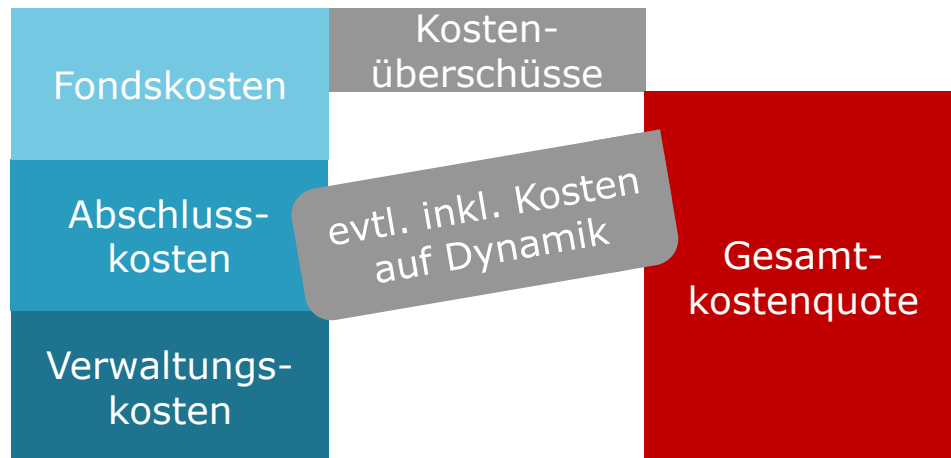 Fondskosten
Abschluss-
kosten
Verwaltungs-
kosten
Kosten-
überschüsse
evtl. inkl. Kosten
auf Dynamik
Gesamt-
kostenquote